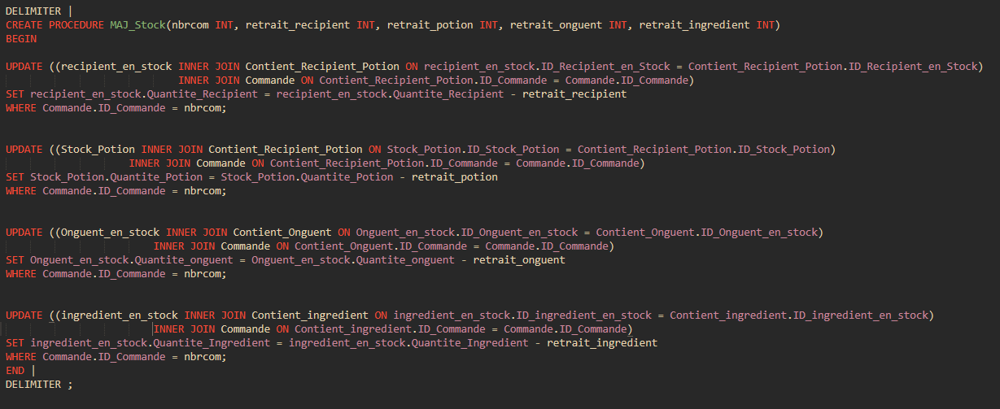 DELIMITER |
CREATE PROCEDURE MAJ_Stock(nbrcom INT, retrait_recipient INT, retrait_potion INT, retrait_onguent INT, retrait_ingredient INT)
BEGIN
UPDATE ((recipient_en_stock INNER JOIN Contient_Recipient_Potion ON recipient_en_stock.ID_Recipient_en_Stock = Contient_Recipient_Potion.ID_Recipient_en_Stock)
INNER JOIN Commande ON Contient_Recipient_Potion.ID_Commande = Commande.ID_Commande)
SET recipient_en_stock.Quantite_Recipient = recipient_en_stock.Quantite_Recipient - retrait_recipient
WHERE Commande.ID_Commande = nbrcom;
UPDATE ((Stock_Potion INNER JOIN Contient_Recipient_Potion ON Stock_Potion.ID_Stock_Potion = Contient_Recipient_Potion.ID_Stock_Potion)
INNER JOIN Commande ON Contient_Recipient_Potion.ID_Commande = Commande.ID_Commande)
SET Stock_Potion.Quantite_Potion = Stock_Potion.Quantite_Potion - retrait_potion
WHERE Commande.ID_Commande = nbrcom;
UPDATE ((Onguent_en_stock INNER JOIN Contient_Onguent ON Onguent_en_stock.ID_Onguent_en_stock = Contient_Onguent.ID_Onguent_en_stock)
INNER JOIN Commande ON Contient_Onguent.ID_Commande = Commande.ID_Commande)
SET Onguent_en_stock.Quantite_onguent = Onguent_en_stock.Quantite_onguent - retrait_onguent
WHERE Commande.ID_Commande = nbrcom;
UPDATE ((ingredient_en_stock INNER JOIN Contient_ingredient ON ingredient_en_stock.ID_ingredient_en_stock = Contient_ingredient.ID_ingredient_en_stock)
INNER JOIN Commande ON Contient_ingredient.ID_Commande = Commande.ID_Commande)
SET ingredient_en_stock.Quantite_Ingredient = ingredient_en_stock.Quantite_Ingredient - retrait_ingredient
WHERE Commande.ID_Commande = nbrcom;
END |
DELIMITER ;